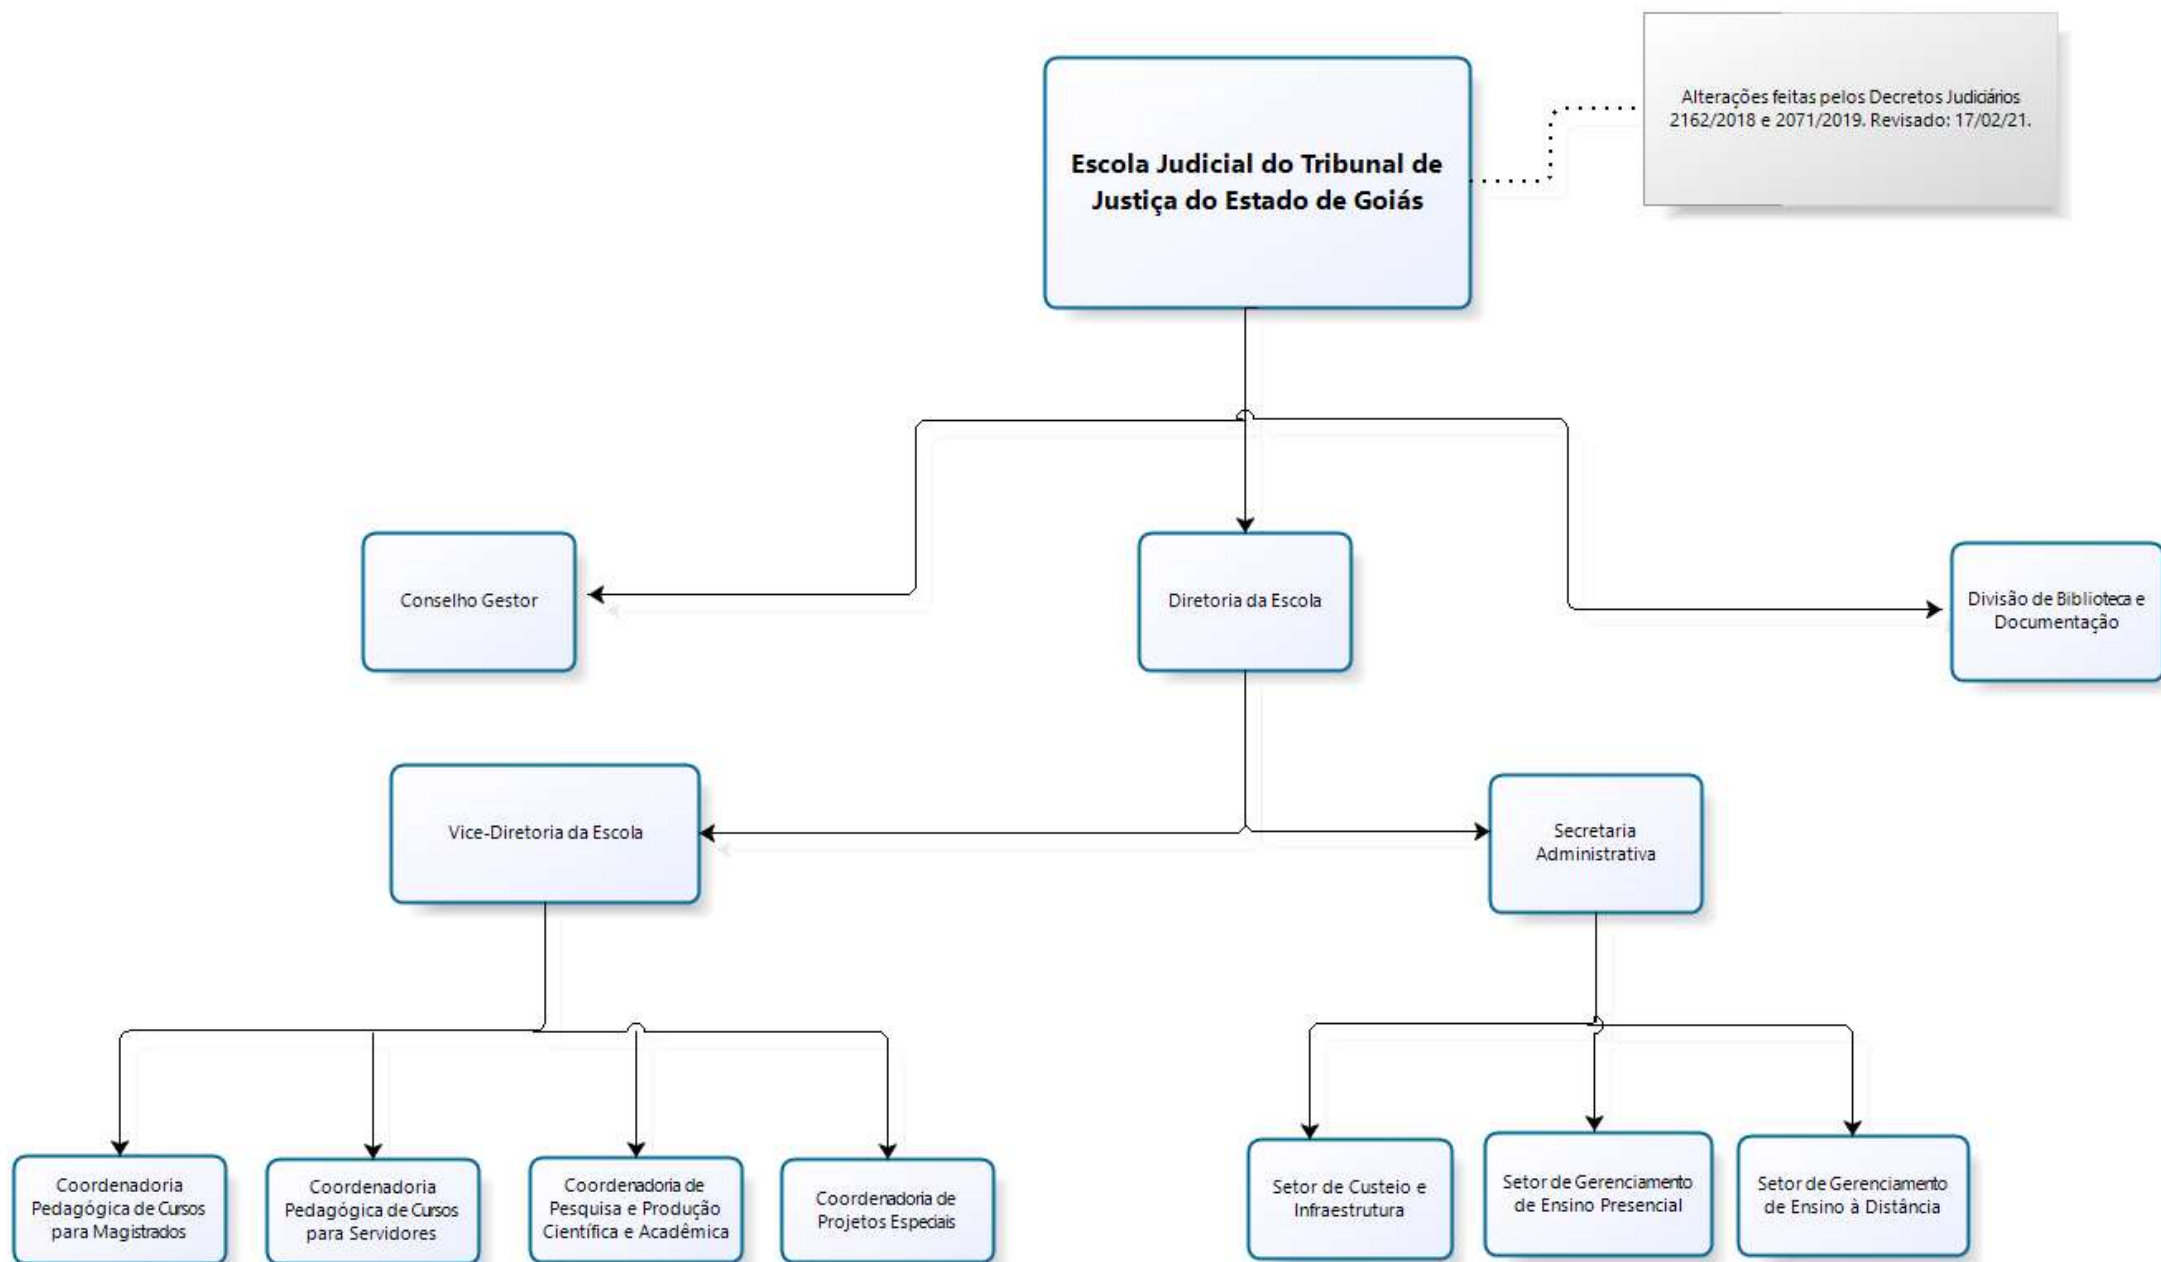 Alterações feitas pelos Decretos Judiciários
2162/2018 e 2071/2019. Revisado: 17/02/21.
Escola Judicial do Tribunal de
Justiça do Estado de Goiás
Conselho Gestor
Diretoria da Escola
Divisão de Biblioteca e
Documentação
Vice-Diretoria da Escola
Secretaria
Administrativa
Coordenadoria
Pedagógica de Cursos
para Magistrados
Coordenadoria
Pedagógica de Cursos
para Servidores
Coordenadoria de
Pesquisa e Produção
Científica e Acadêmica
Coordenadoria de
Projetos Especiais
Setor de Custeio e
Infraestrutura
Setor de Gerenciamento
de Ensino Presencial
Setor de Gerenciamento
de Ensino à Distância